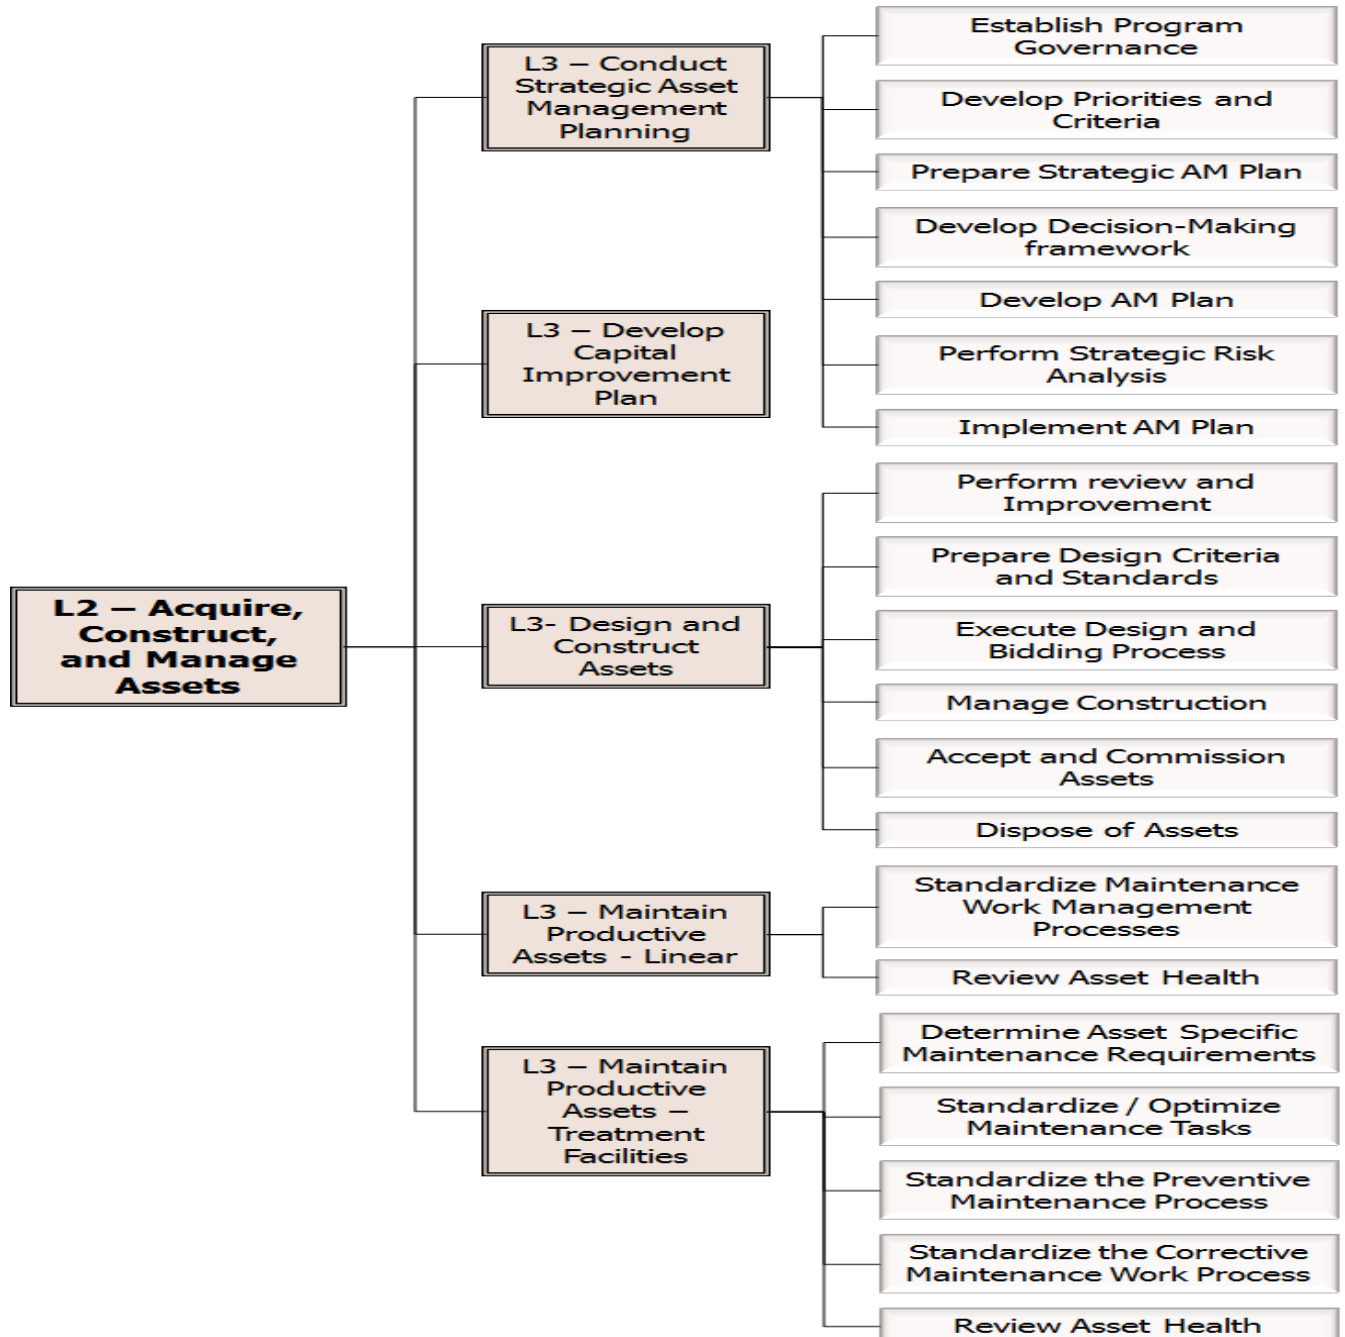 L2 – Acquire,
Construct,
and Manage
Assets
L3 – Conduct
Strategic Asset
Management
Planning
Establish Program
Governance
Develop Priorities and
Criteria
Prepare Strategic AM Plan
Develop Decision-Making
framework
Develop AM Plan
Perform Strategic Risk
Analysis
Implement AM Plan
L3 – Develop
Capital
Improvement
Plan
L3- Design and
Construct
Assets
Perform review and
Improvement
Prepare Design Criteria
and Standards
Execute Design and
Bidding Process
Manage Construction
Accept and Commission
Assets
Dispose of Assets
L3 – Maintain
Productive
Assets - Linear
Standardize Maintenance
Work Management
Processes
Review Asset Health
L3 – Maintain
Productive
Assets –
Treatment
Facilities
Determine Asset Specific
Maintenance Requirements
Standardize / Optimize
Maintenance Tasks
Standardize the Preventive
Maintenance Process
Standardize the Corrective
Maintenance Work Process
Review Asset Health